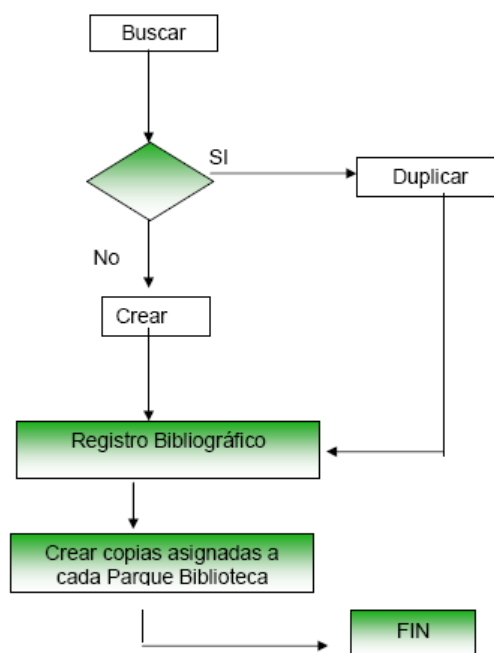 Buscar
SI
Duplicar
No
Crear
Registro Bibliográfico
Crear copias asignadas a
cada Parque Biblioteca
FIN